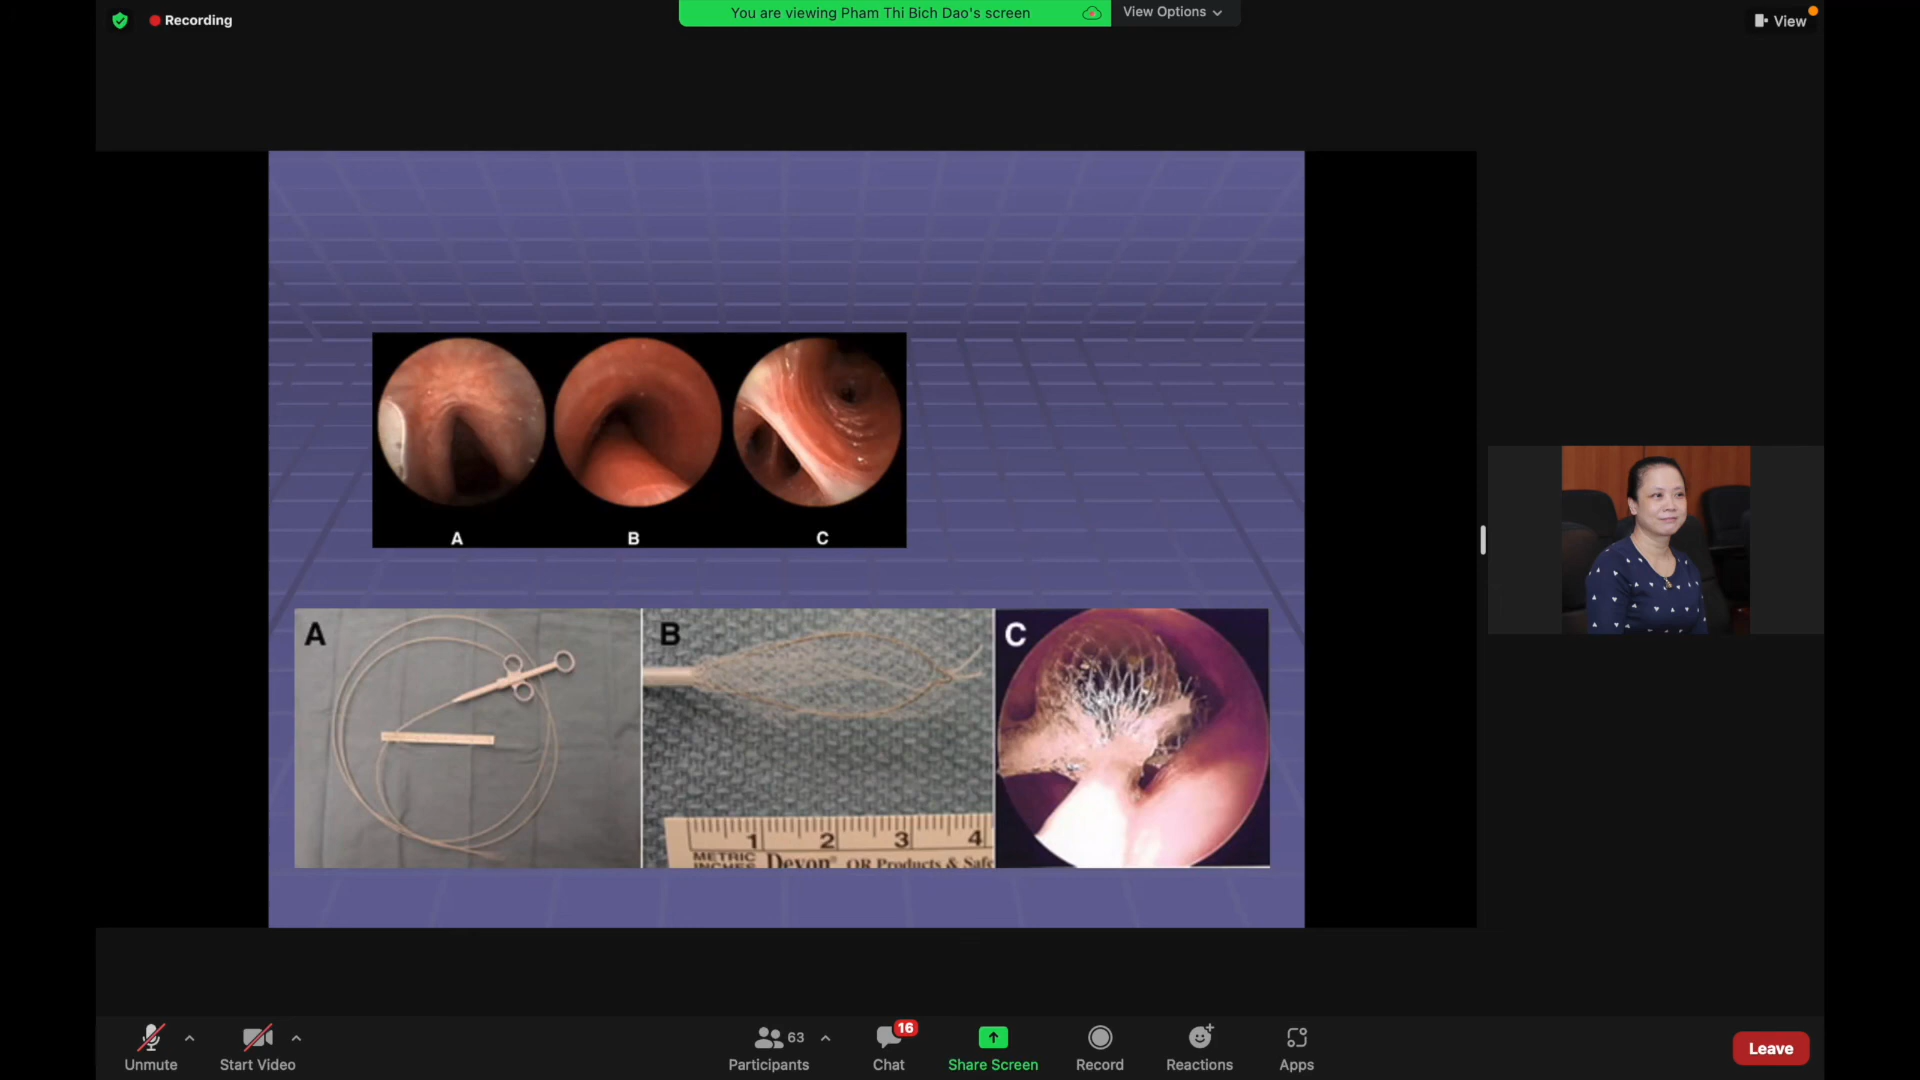 Recording
You are viewing Pham Thi Bich Dao's screen
View Options
View
A
B
C
A
B
C
1 2 3 4
METRIC
INCHES
Devon® OR Products & Safe
Unmute
Start Video
63
Participants
16
Chat
Share Screen
Record
Reactions
Apps
Leave